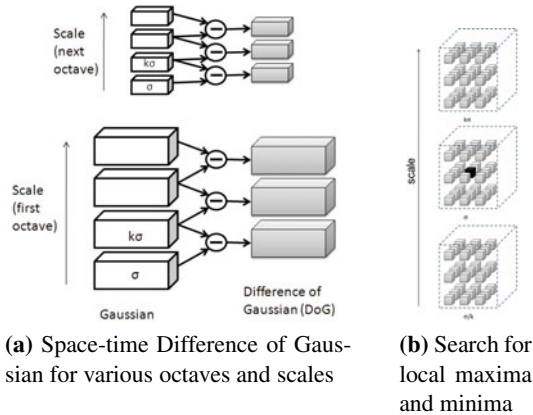 Scale
(next
octave)
kσ
σ
Scale
(first
octave)
kσ
σ
Gaussian
Difference of
Gaussian (DoG)
scale
kσ
σ
σ/k
(a) Space-time Difference of Gaus-
sian for various octaves and scales
(b) Search for
local maxima
and minima